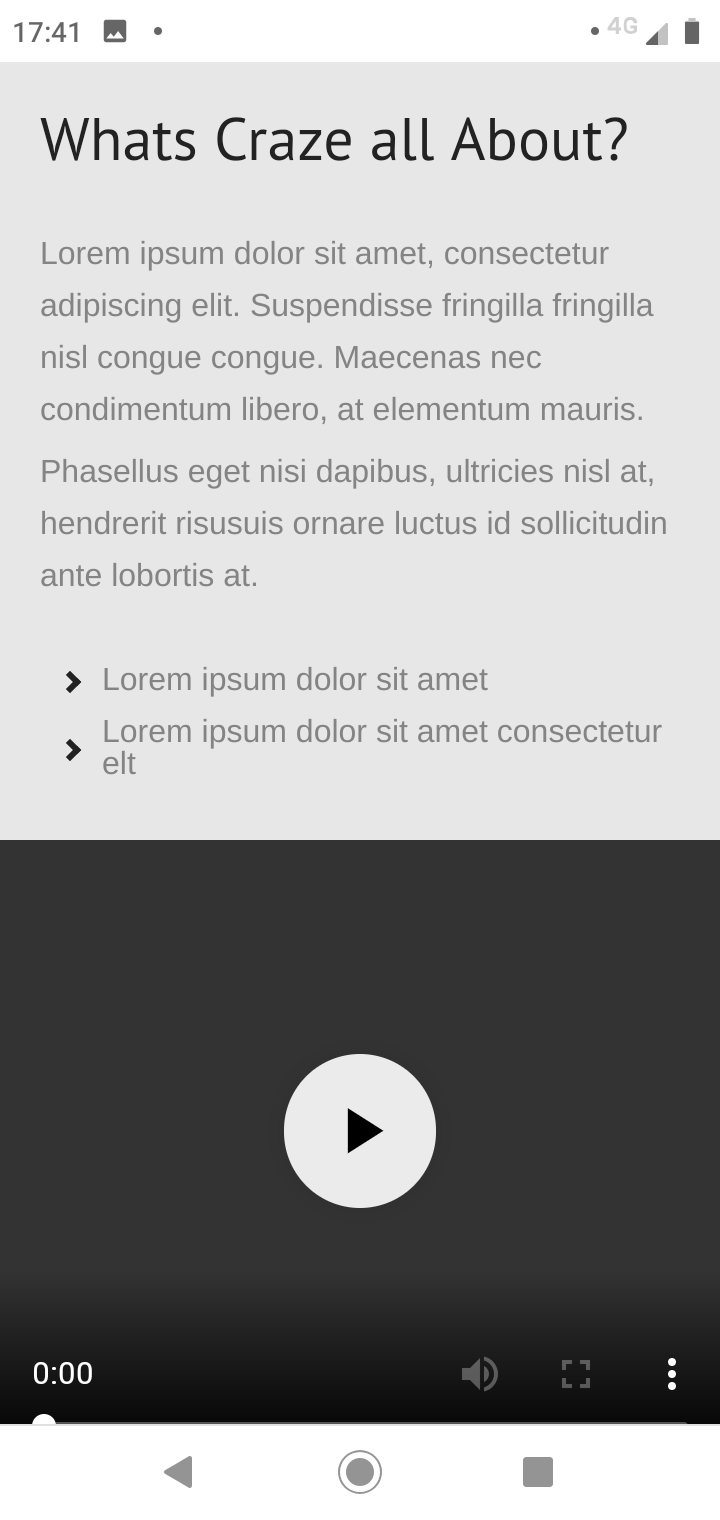 17:41
4G
Whats Craze all About?
Lorem ipsum dolor sit amet, consectetur
adipiscing elit. Suspendisse fringilla fringilla
nisl congue congue. Maecenas nec
condimentum libero, at elementum mauris.
Phasellus eget nisi dapibus, ultricies nisl at,
hendrerit risusuis ornare luctus id sollicitudin
ante lobortis at.
Lorem ipsum dolor sit amet
Lorem ipsum dolor sit amet consectetur
elt
0:00